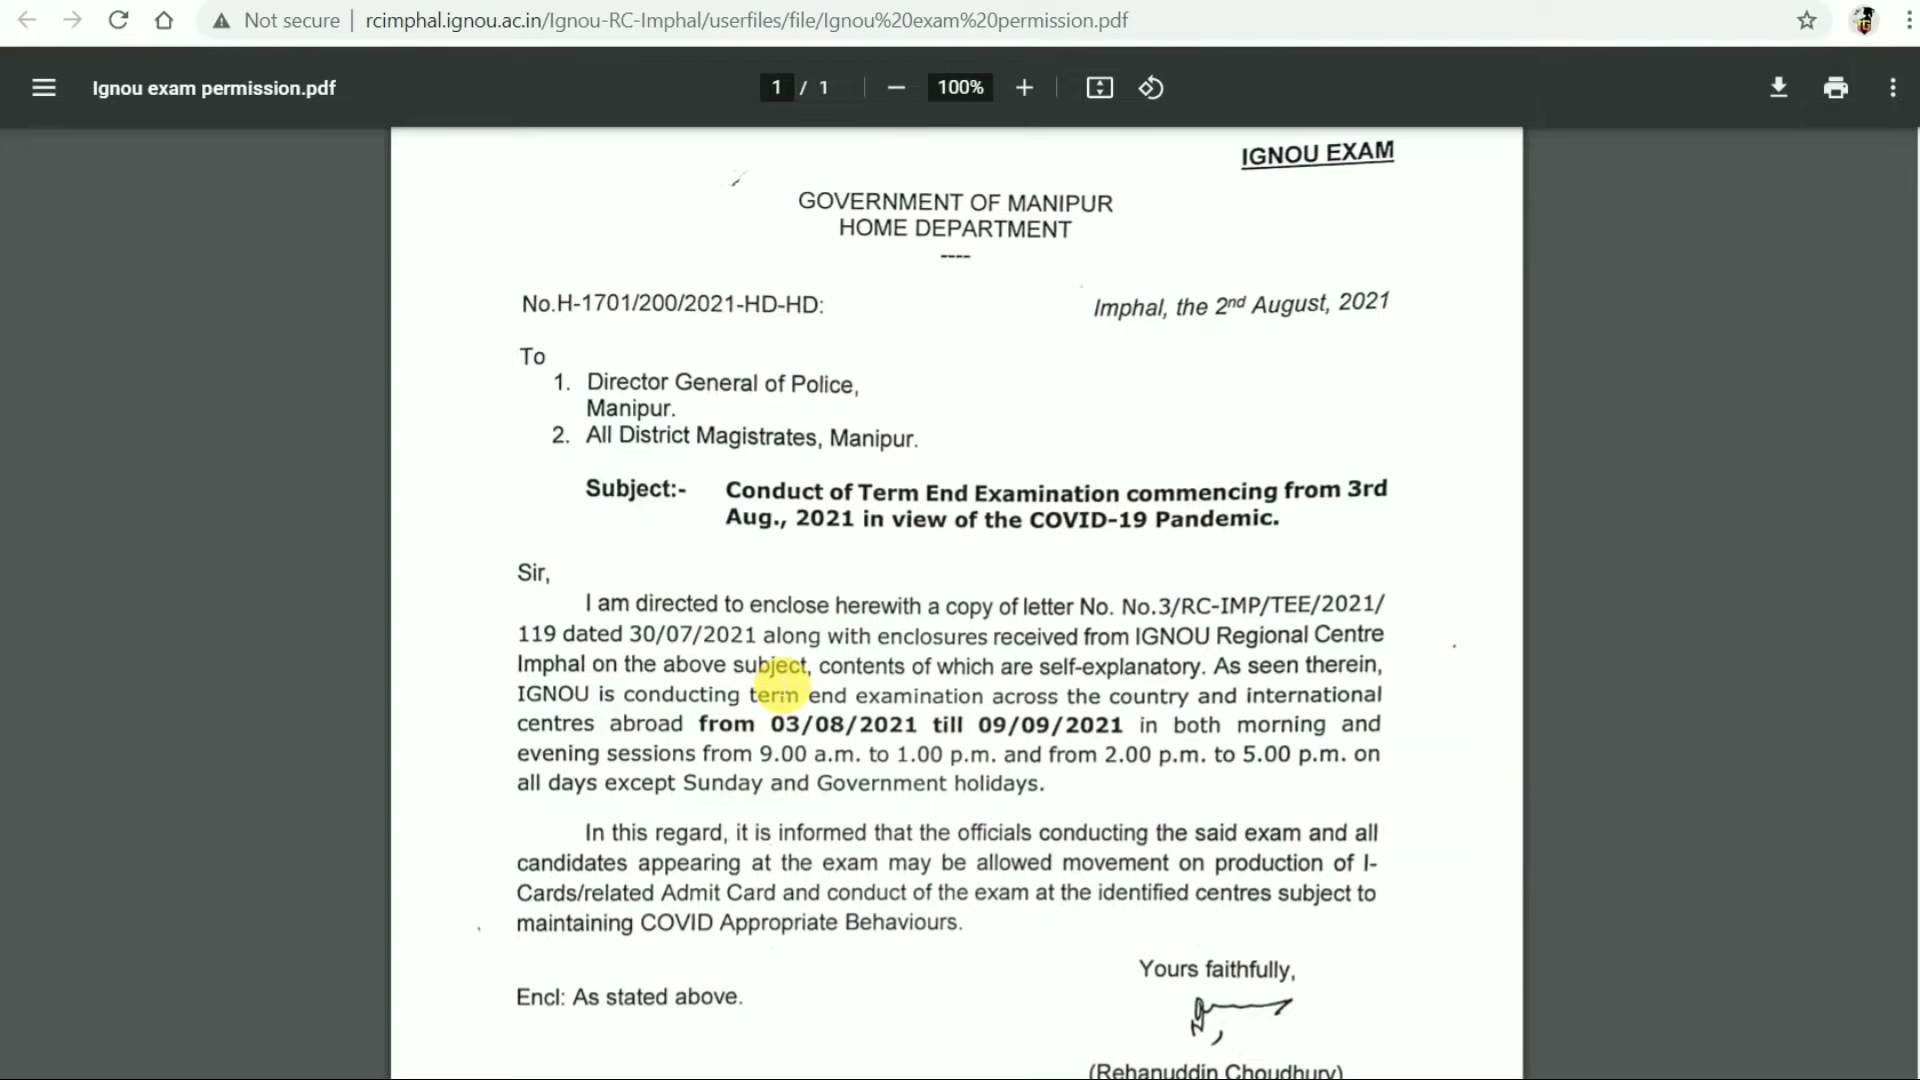 Not secure | rcimphal.ignou.ac.in/Ignou-RC-Imphal/userfiles/file/Ignou%20exam%20permission.pdf
Ignou exam permission.pdf
1 / 1
100%
IGNOU EXAM
GOVERNMENT OF MANIPUR
HOME DEPARTMENT
----
No.H-1701/200/2021-HD-HD:
Imphal, the 2nd August, 2021
To
1. Director General of Police,
Manipur.
2. All District Magistrates, Manipur.
Subject:- Conduct of Term End Examination commencing from 3rd
Aug., 2021 in view of the COVID-19 Pandemic.
Sir,
I am directed to enclose herewith a copy of letter No. No.3/RC-IMP/TEE/2021/
119 dated 30/07/2021 along with enclosures received from IGNOU Regional Centre
Imphal on the above subject, contents of which are self-explanatory. As seen therein,
IGNOU is conducting term end examination across the country and international
centres abroad from 03/08/2021 till 09/09/2021 in both morning and
evening sessions from 9.00 a.m. to 1.00 p.m. and from 2.00 p.m. to 5.00 p.m. on
all days except Sunday and Government holidays.
In this regard, it is informed that the officials conducting the said exam and all
candidates appearing at the exam may be allowed movement on production of I-
Cards/related Admit Card and conduct of the exam at the identified centres subject to
maintaining COVID Appropriate Behaviours.
Yours faithfully,
Encl: As stated above.
(Rehanuddin Choudhury)